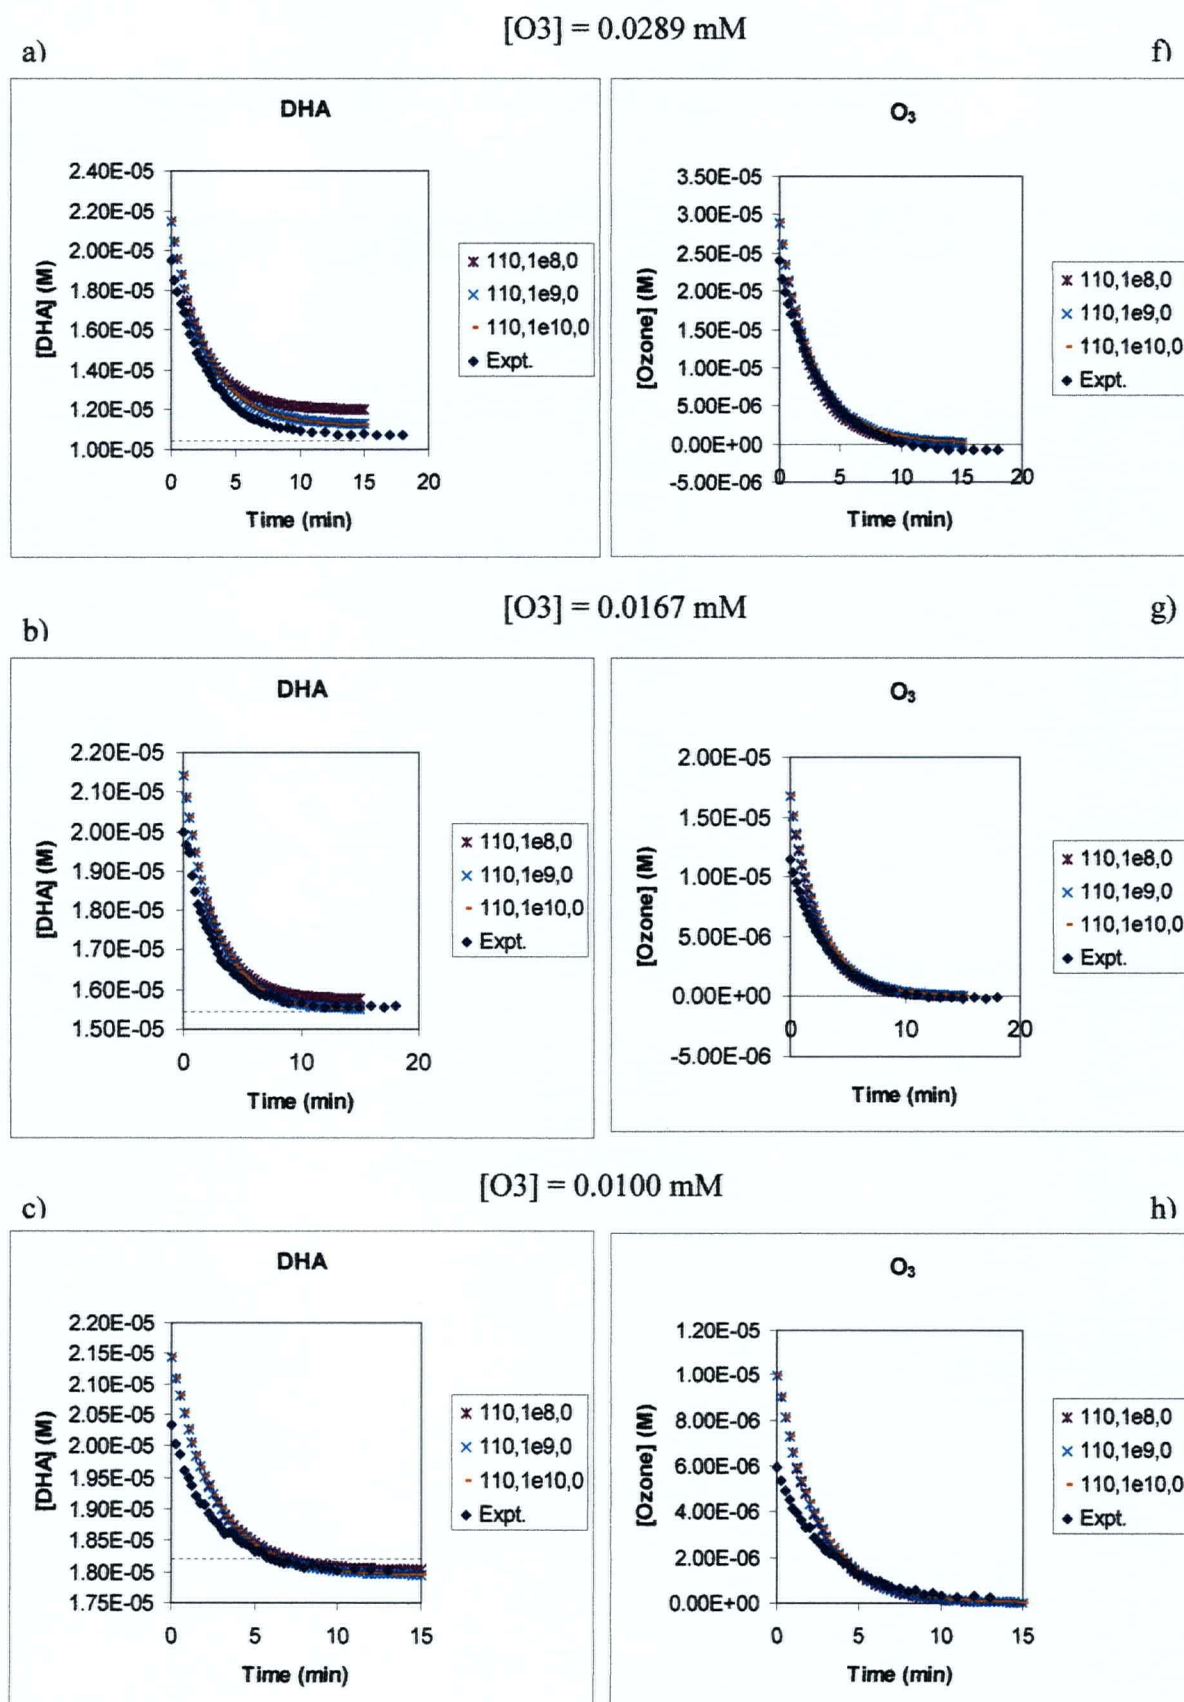 [O3] = 0.0289 mM
a)
f)
DHA
2.40E-05
2.20E-05
2.00E-05
1.80E-05
1.60E-05
1.40E-05
1.20E-05
1.00E-05
[DHA] (M)
0 5 10 15 20
Time (min)
110,1e8,0
110,1e9,0
110,1e10,0
Expt.
O₃
3.50E-05
3.00E-05
2.50E-05
2.00E-05
1.50E-05
1.00E-05
5.00E-06
0.00E+00
-5.00E-06
[Ozone] (M)
0 5 10 15 20
Time (min)
110,1e8,0
110,1e9,0
110,1e10,0
Expt.
[O3] = 0.0167 mM
b)
g)
DHA
2.20E-05
2.10E-05
2.00E-05
1.90E-05
1.80E-05
1.70E-05
1.60E-05
1.50E-05
[DHA] (M)
0 10 20
Time (min)
110,1e8,0
110,1e9,0
110,1e10,0
Expt.
O₃
2.00E-05
1.50E-05
1.00E-05
5.00E-06
0.00E+00
-5.00E-06
[Ozone] (M)
0 10 20
Time (min)
110,1e8,0
110,1e9,0
110,1e10,0
Expt.
[O3] = 0.0100 mM
c)
h)
DHA
2.20E-05
2.15E-05
2.10E-05
2.05E-05
2.00E-05
1.95E-05
1.90E-05
1.85E-05
1.80E-05
1.75E-05
[DHA] (M)
0 5 10 15
Time (min)
110,1e8,0
110,1e9,0
110,1e10,0
Expt.
O₃
1.20E-05
1.00E-05
8.00E-06
6.00E-06
4.00E-06
2.00E-06
0.00E+00
[Ozone] (M)
0 5 10 15
Time (min)
110,1e8,0
110,1e9,0
110,1e10,0
Expt.